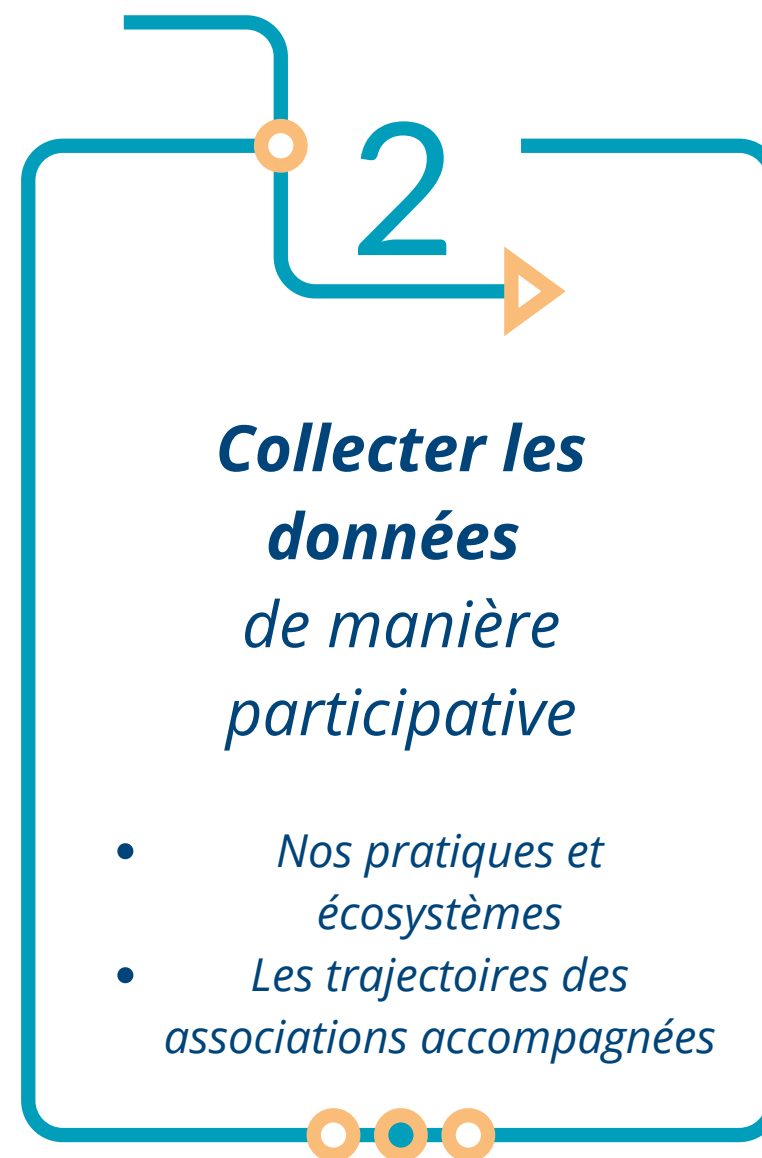 2
Collecter les
données
de manière
participative
• Nos pratiques et
écosystèmes
• Les trajectoires des
associations accompagnées